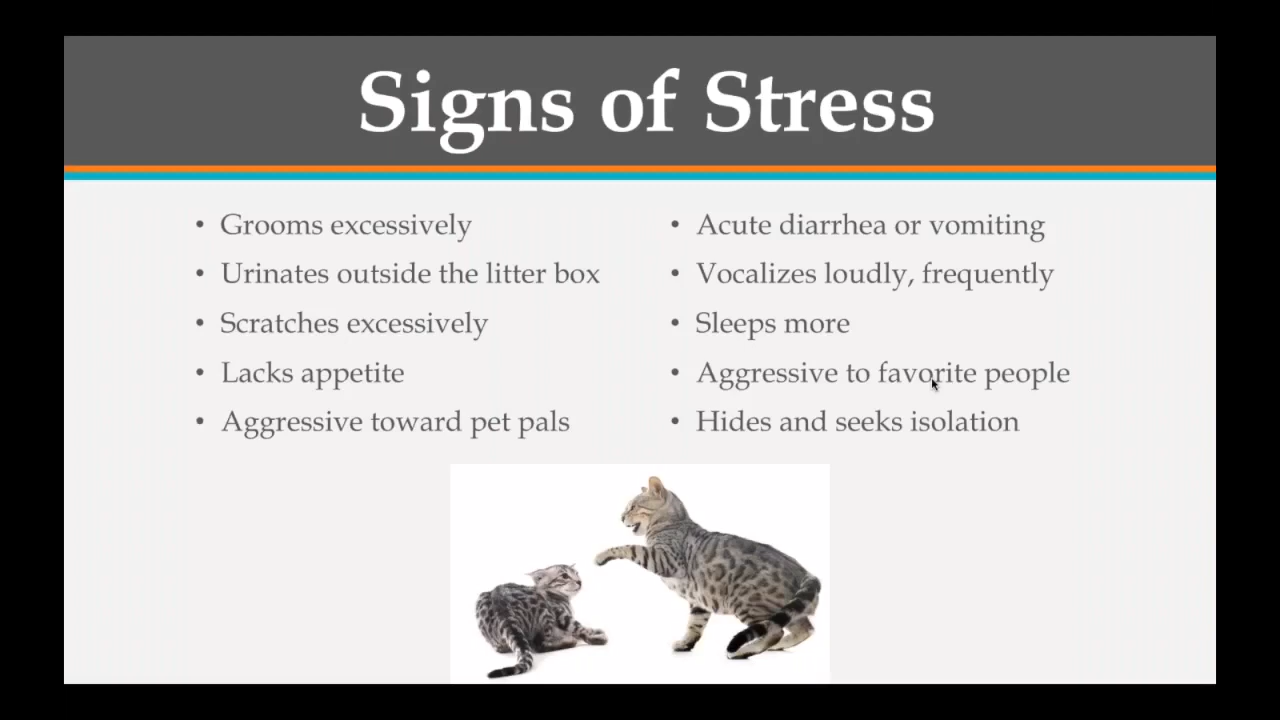 Signs of Stress
• Grooms excessively
• Urinates outside the litter box
• Scratches excessively
• Lacks appetite
• Aggressive toward pet pals
• Acute diarrhea or vomiting
• Vocalizes loudly, frequently
• Sleeps more
• Aggressive to favorite people
• Hides and seeks isolation